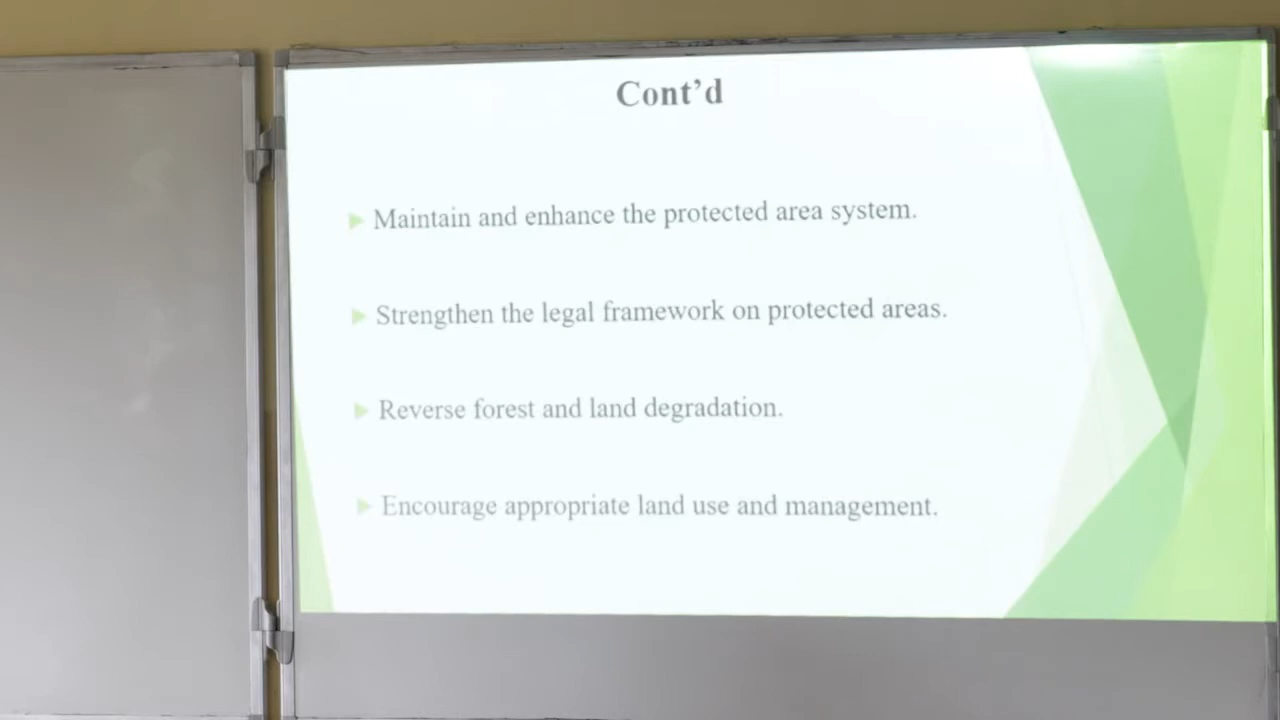 Cont'd
Maintain and enhance the protected area system.
Strengthen the legal framework on protected areas.
Reverse forest and land degradation.
Encourage appropriate land use and management.